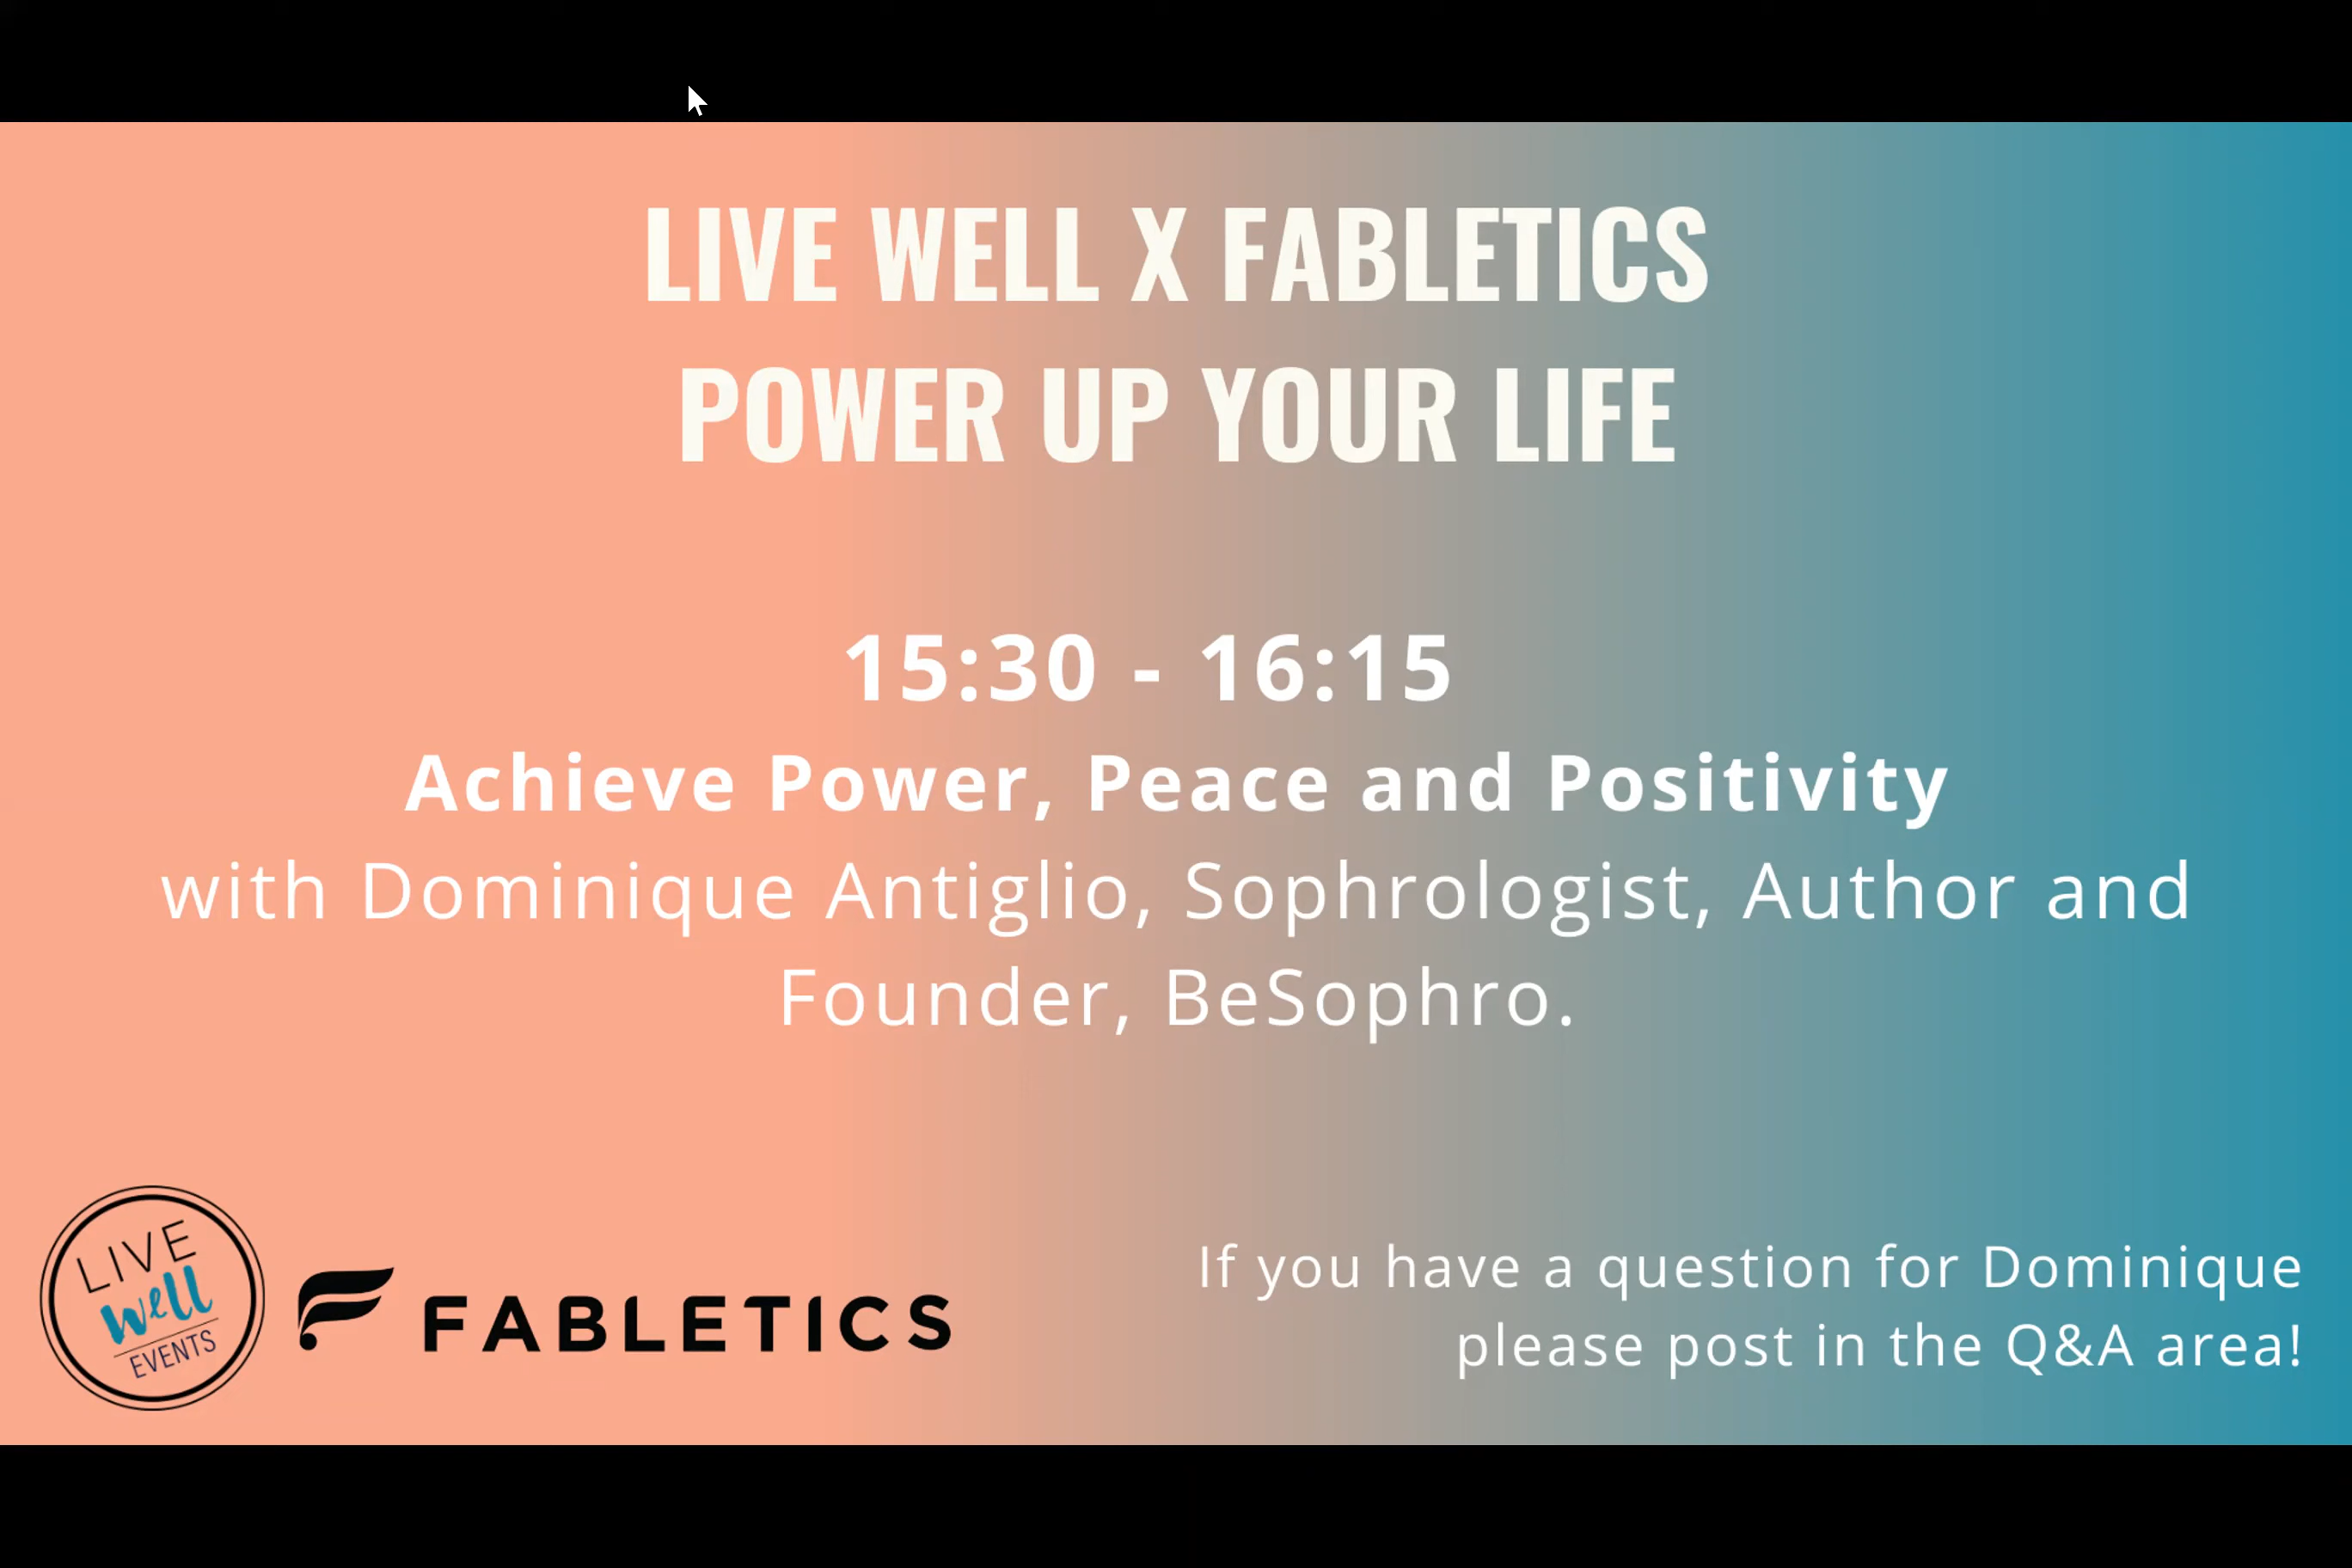 LIVE WELL X FABLETICS
POWER UP YOUR LIFE
15:30 - 16:15
Achieve Power, Peace and Positivity
with Dominique Antiglio, Sophrologist, Author and
Founder, BeSophro.
LIVE
well
EVENTS
FABLETICS
If you have a question for Dominique
please post in the Q&A area!